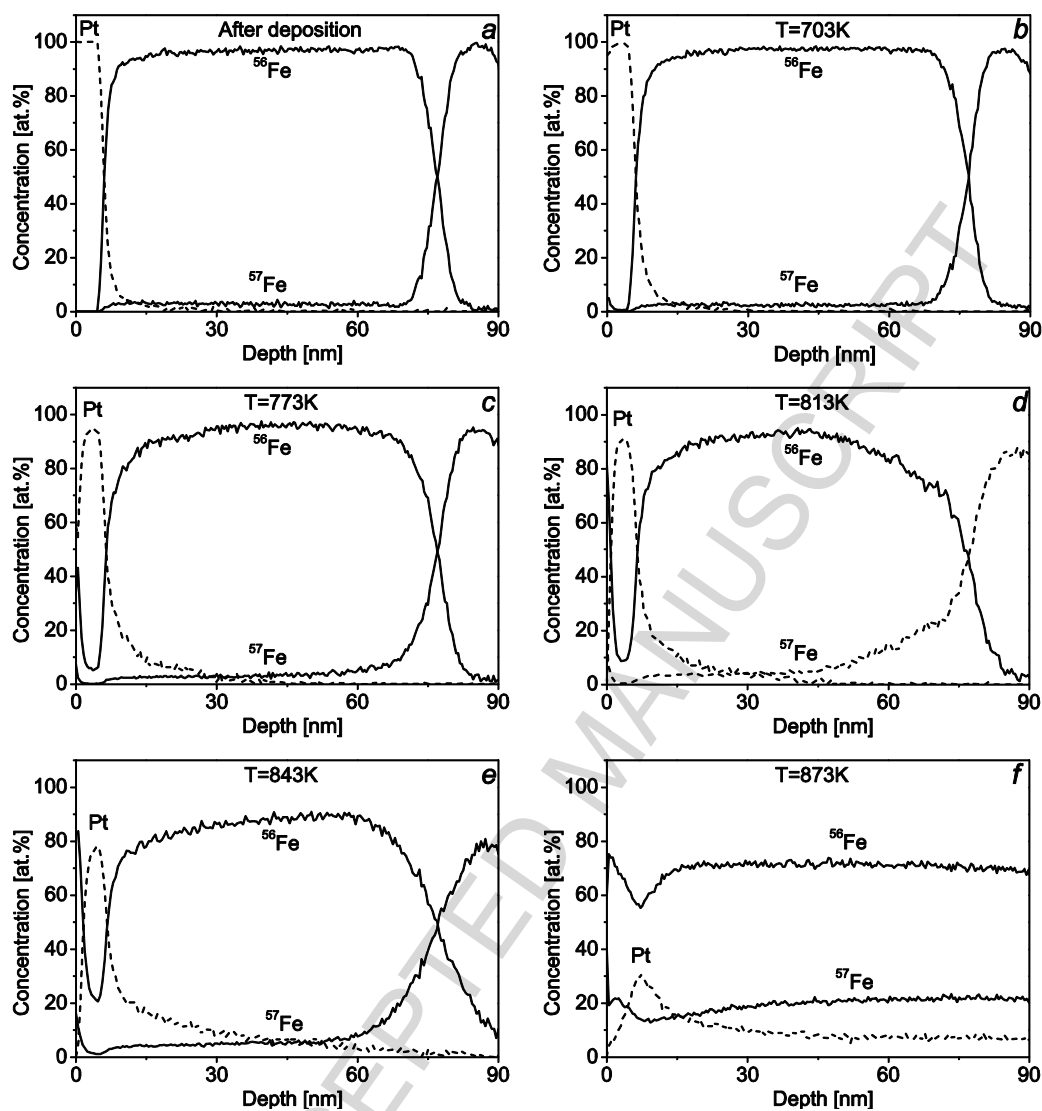 After deposition
a
Pt
56Fe
57Fe
Concentration [at.%]
100
80
60
40
20
0
0
30
60
90
Depth [nm]
T=703K
b
Pt
56Fe
57Fe
Concentration [at.%]
100
80
60
40
20
0
0
30
60
90
Depth [nm]
T=773K
c
Pt
56Fe
57Fe
Concentration [at.%]
100
80
60
40
20
0
0
30
60
90
Depth [nm]
T=813K
d
Pt
56Fe
57Fe
Concentration [at.%]
100
80
60
40
20
0
0
30
60
90
Depth [nm]
T=843K
e
Pt
56Fe
57Fe
Concentration [at.%]
100
80
60
40
20
0
0
30
60
90
Depth [nm]
T=873K
f
56Fe
Pt
57Fe
Concentration [at.%]
100
80
60
40
20
0
0
30
60
90
Depth [nm]
EPTED MANUSCRIPT